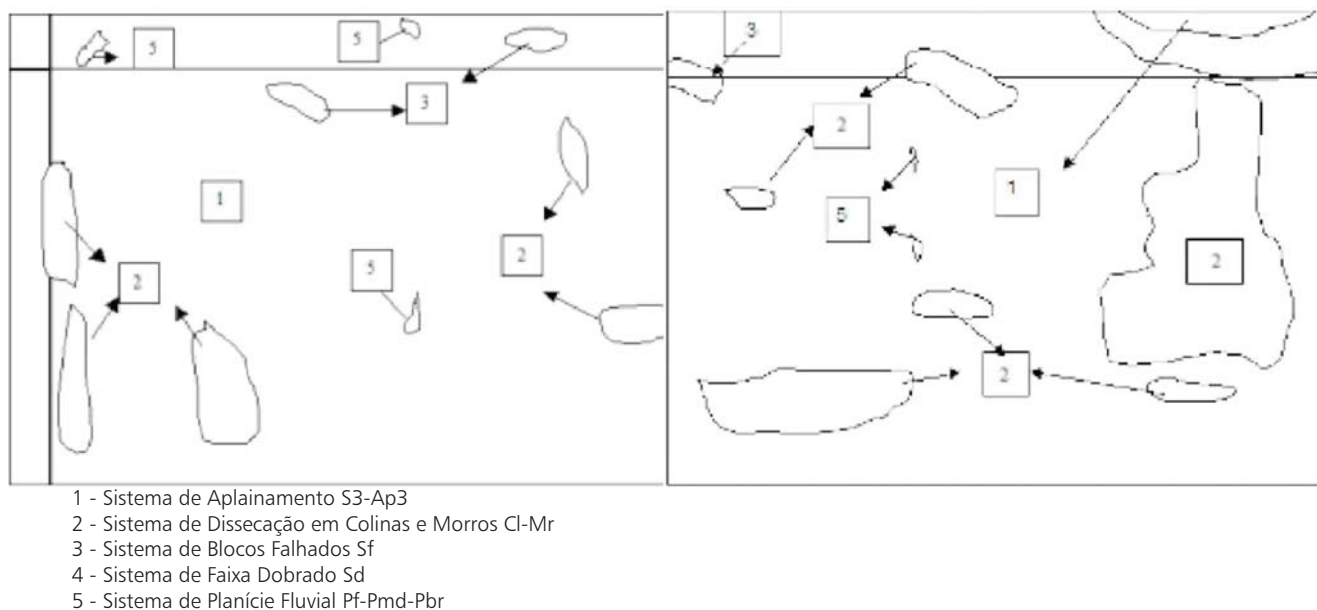 5
5
3
1
2
5
2
3
2
5
1
2
2
1 - Sistema de Aplainamento S3-Ap3
2 - Sistema de Dissecação em Colinas e Morros Cl-Mr
3 - Sistema de Blocos Falhados Sf
4 - Sistema de Faixa Dobrado Sd
5 - Sistema de Planície Fluvial Pf-Pmd-Pbr